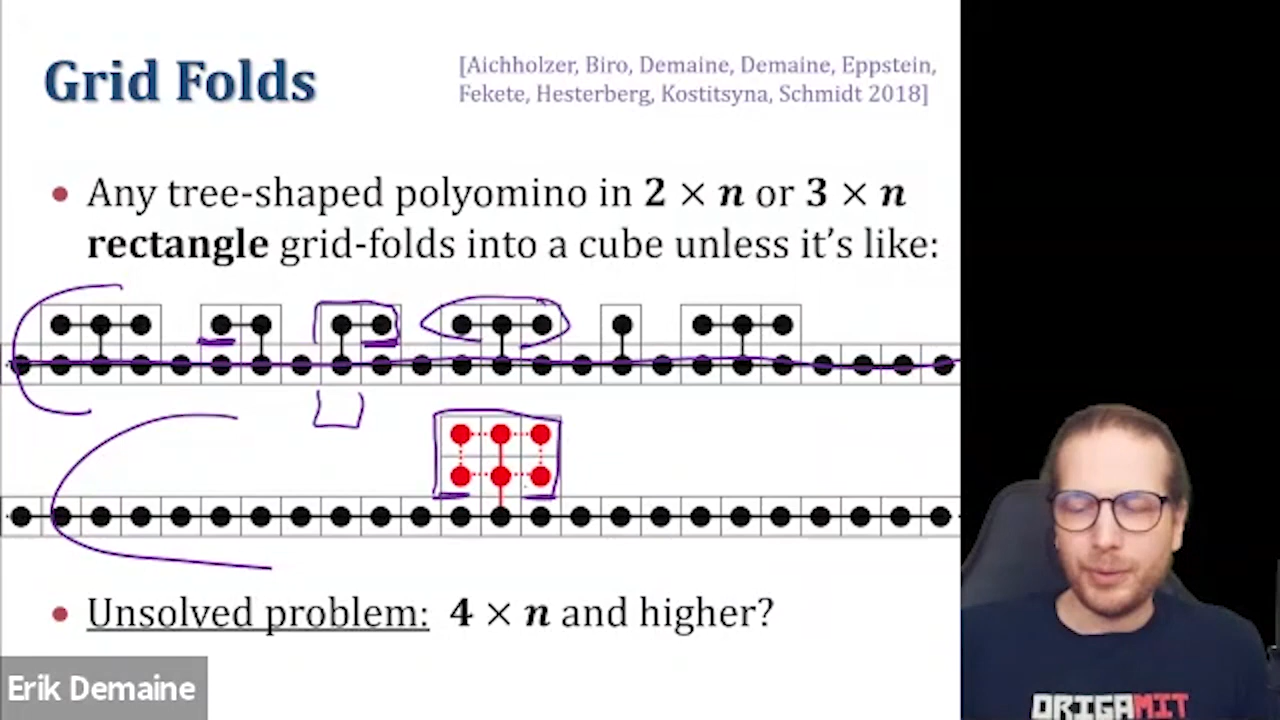 Grid Folds
[Aichholzer, Biro, Demaine, Demaine, Eppstein,
Fekete, Hesterberg, Kostitsyna, Schmidt 2018]
• Any tree-shaped polyomino in 2 × n or 3 × n
rectangle grid-folds into a cube unless it's like:
• Unsolved problem: 4 × n and higher?
Erik Demaine
ORIGAMIT